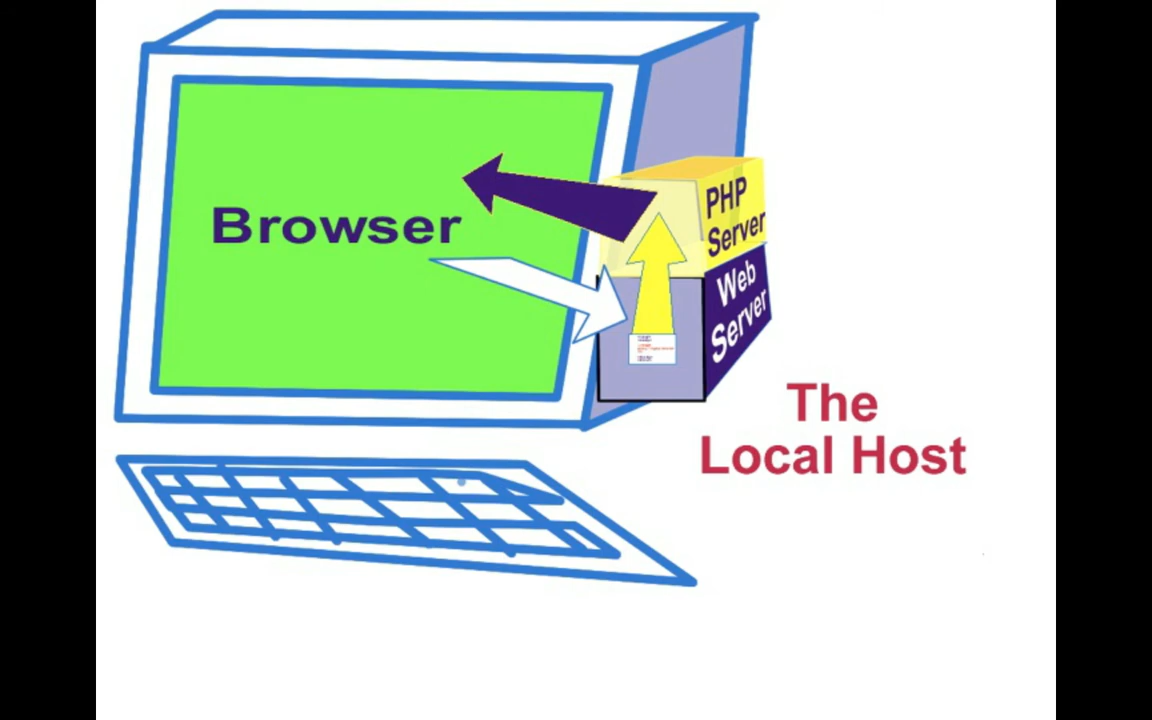 Browser
PHP
Server
Web
Server
The
Local Host